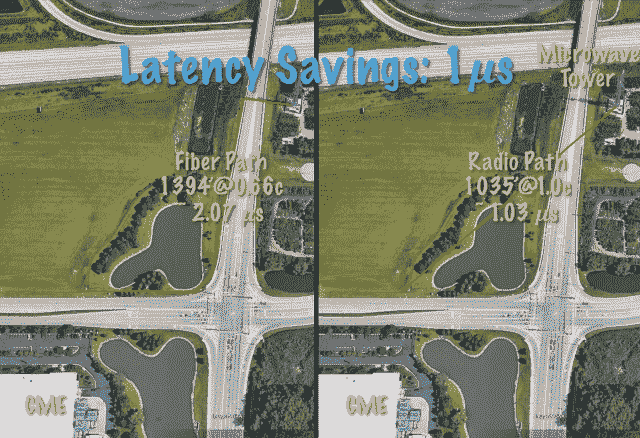 Latency Savings: 1µs
Microwave
Tower
Fiber Path
1394'@0.66c
2.07 µs
Radio Path
1035'@1.0c
1.03 µs
CME
CME